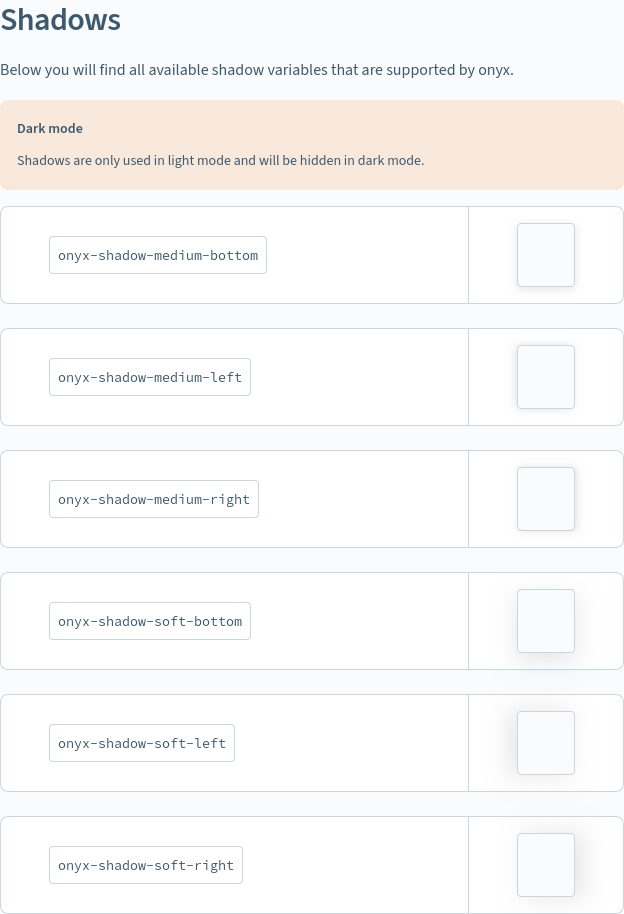 Shadows
Below you will find all available shadow variables that are supported by onyx.
Dark mode
Shadows are only used in light mode and will be hidden in dark mode.
onyx-shadow-medium-bottom
onyx-shadow-medium-left
onyx-shadow-medium-right
onyx-shadow-soft-bottom
onyx-shadow-soft-left
onyx-shadow-soft-right